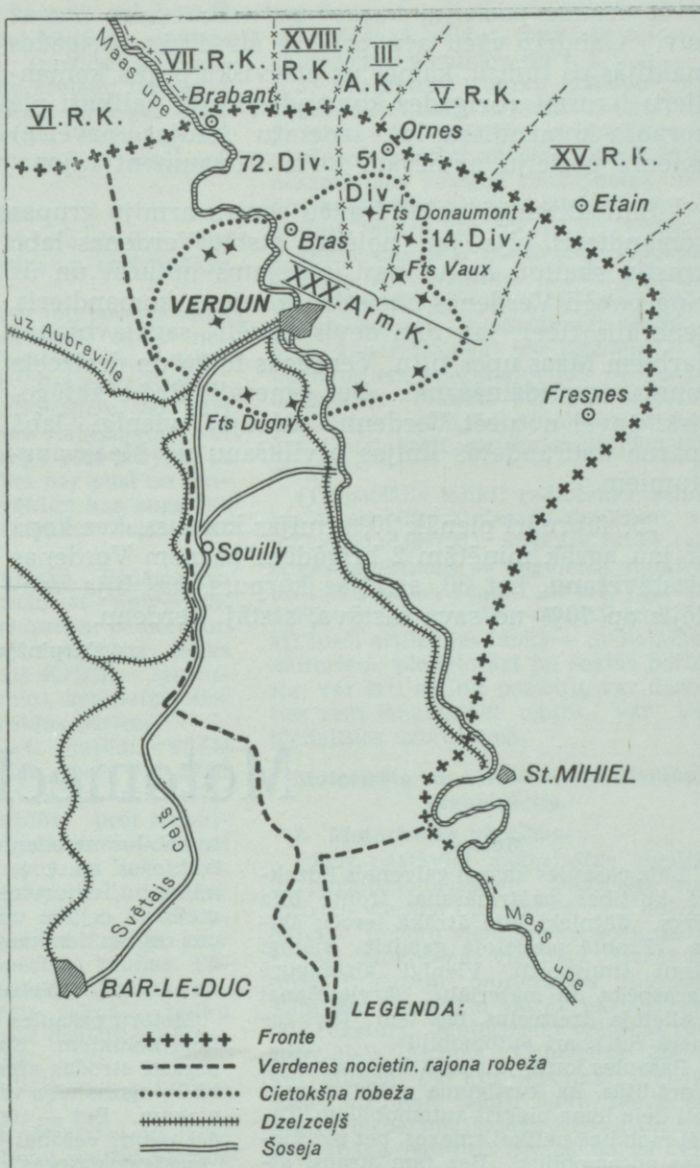 Maas upe
VII. R.K.
XVIII. R.K.
III. A.K.
V. R.K.
VI. R.K.
Brabant
Ornes
XV. R.K.
72. Div.
51. Div
Etain
Fts Donaumont
Bras
14. Div.
Fts Vaux
VERDUN
XXX Arm. K.
uz Aubreville
Fresnes
Fts Dugny
Souilly
St. MIHIEL
Svētais ceļš
Maas upe
BAR-LE-DUC
LEGENDA:
Fronte
Verdenes nocietin. rajona robeža
Cietokšņa robeža
Dzelzceļš
Šoseja